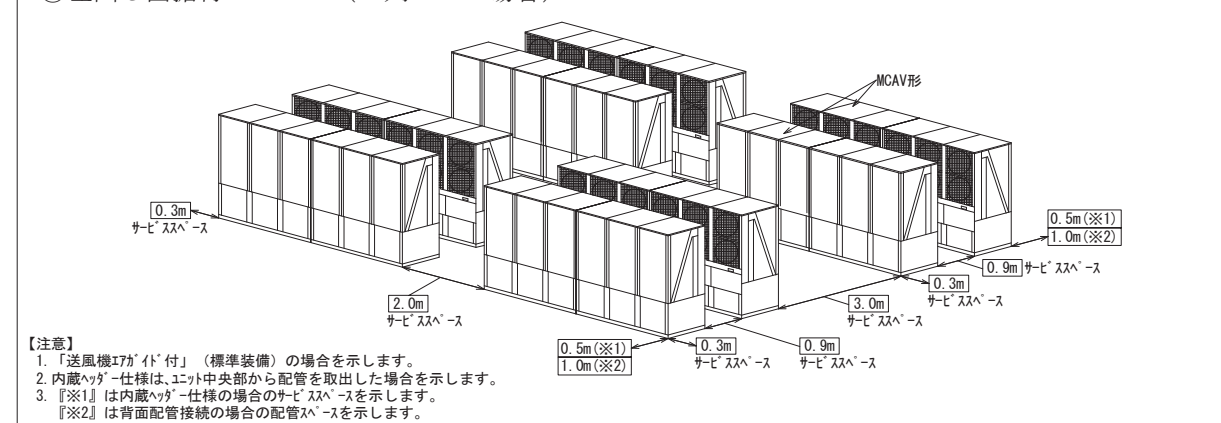 MCAV形
0.3m
サービススペース
0.5m(※1)
1.0m(※2)
0.9m サービススペース
0.3m
サービススペース
2.0m
サービススペース
3.0m
サービススペース
0.5m(※1)
1.0m(※2)
0.3m
サービススペース
0.9m
サービススペース
【注意】
1. 「送風機エアガイド付」（標準装備）の場合を示します。
2. 内蔵ヘッダー仕様は、ユニット中央部から配管を取出した場合を示します。
3. 『※1』は内蔵ヘッダー仕様の場合のサービススペースを示します。
『※2』は背面配管接続の場合の配管スペースを示します。